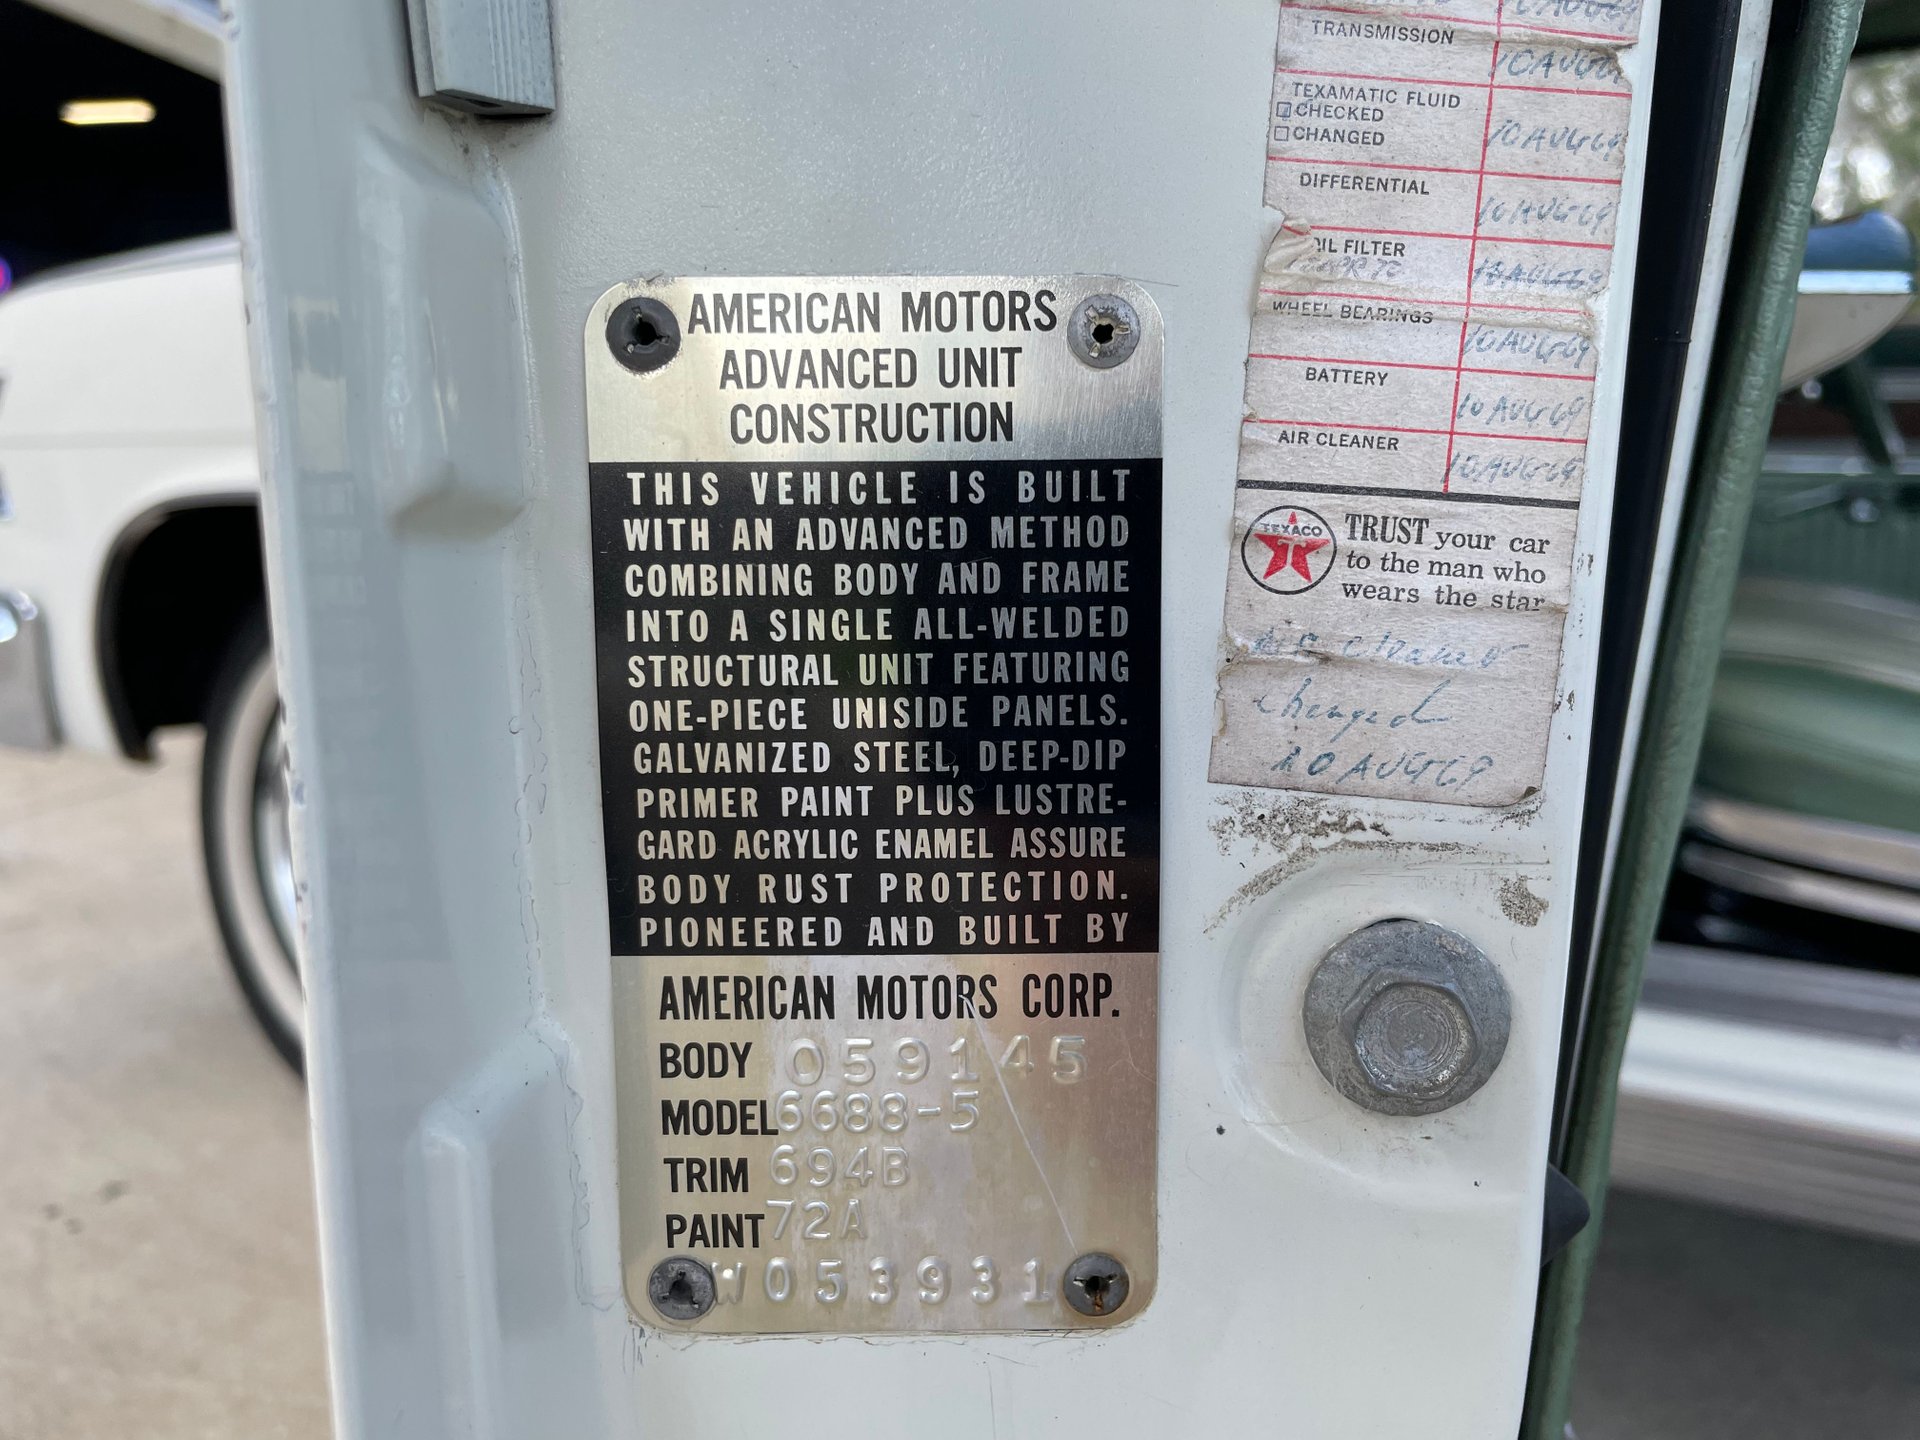 AMERICAN MOTORS
ADVANCED UNIT
CONSTRUCTION
THIS VEHICLE IS BUILT
WITH AN ADVANCED METHOD
COMBINING BODY AND FRAME
INTO A SINGLE ALL-WELDED
STRUCTURAL UNIT FEATURING
ONE-PIECE UNISIDE PANELS.
GALVANIZED STEEL, DEEP-DIP
PRIMER PAINT PLUS LUSTRE-
GARD ACRYLIC ENAMEL ASSURE
BODY RUST PROTECTION.
PIONEERED AND BUILT BY
AMERICAN MOTORS CORP.
BODY 059145
MODEL 6688-5
TRIM 694B
PAINT 72A
W053931
TRANSMISSION 10AUG69
TEXAMATIC FLUID
CHECKED
CHANGED 10AUG69
DIFFERENTIAL 10AUG69
OIL FILTER 10AUG69
WHEEL BEARINGS 10AUG69
BATTERY 10AUG69
AIR CLEANER 10AUG69
TEXACO
T
TRUST your car
to the man who
wears the star
Air cleaner
changed
10AUG69